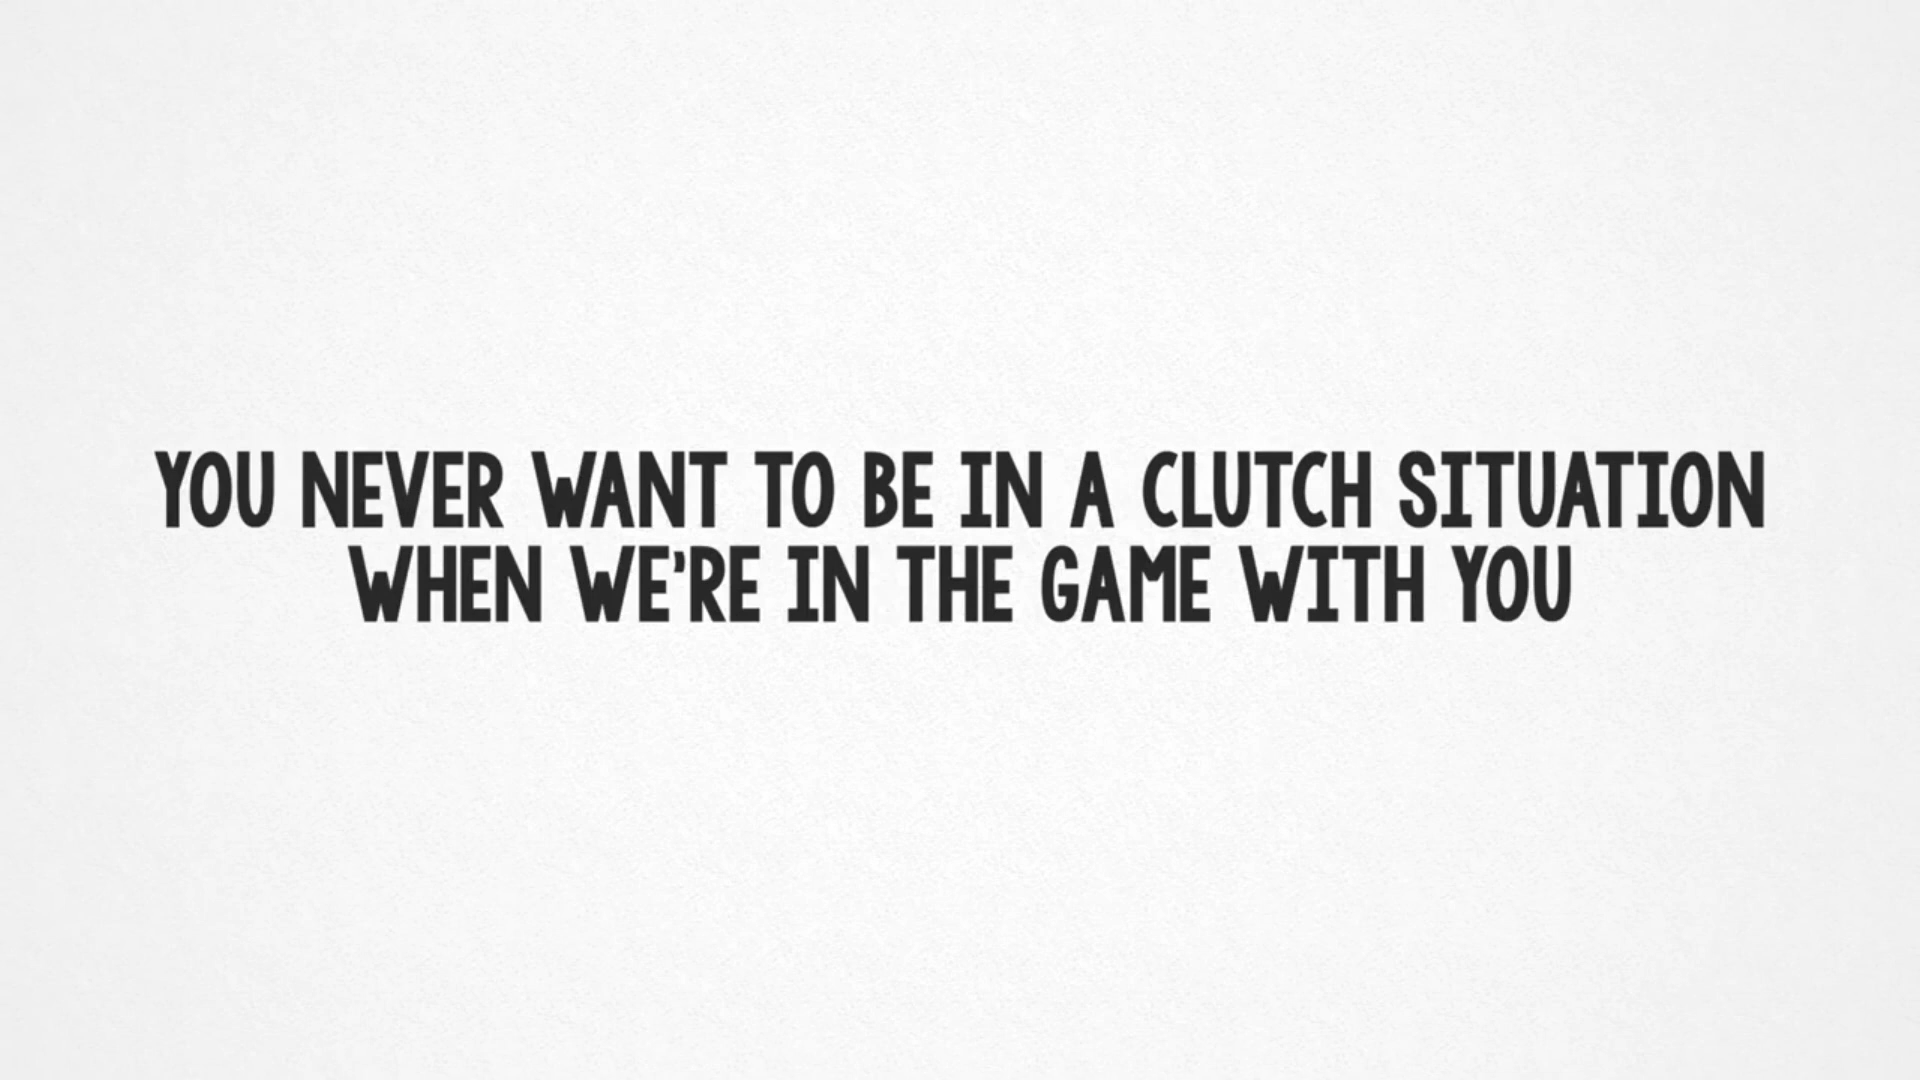 YOU NEVER WANT TO BE IN A CLUTCH SITUATION
WHEN WE'RE IN THE GAME WITH YOU